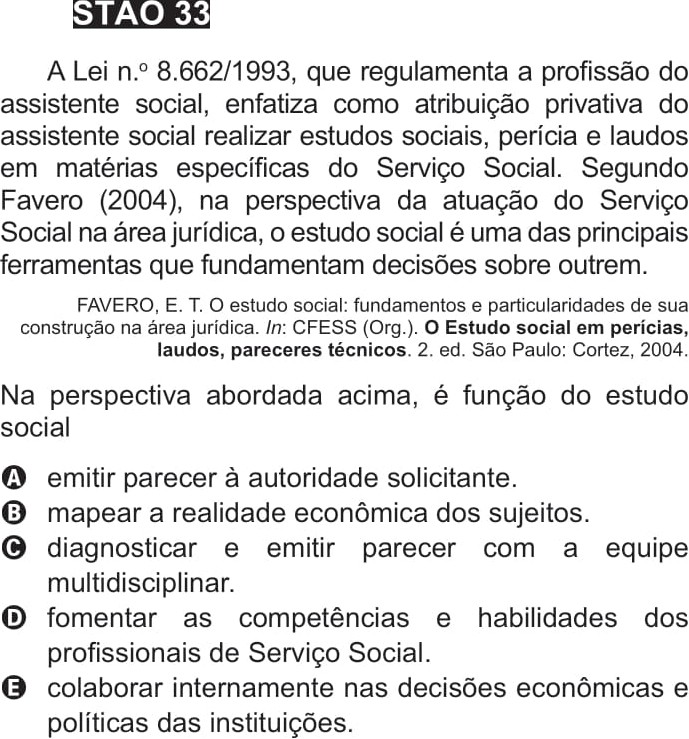 STÃO 33
A Lei n.º 8.662/1993, que regulamenta a profissão do
assistente social, enfatiza como atribuição privativa do
assistente social realizar estudos sociais, perícia e laudos
em matérias específicas do Serviço Social. Segundo
Favero (2004), na perspectiva da atuação do Serviço
Social na área jurídica, o estudo social é uma das principais
ferramentas que fundamentam decisões sobre outrem.
FAVERO, E. T. O estudo social: fundamentos e particularidades de sua
construção na área jurídica. In: CFESS (Org.). O Estudo social em perícias,
laudos, pareceres técnicos. 2. ed. São Paulo: Cortez, 2004.
Na perspectiva abordada acima, é função do estudo
social
A emitir parecer à autoridade solicitante.
B mapear a realidade econômica dos sujeitos.
C diagnosticar e emitir parecer com a equipe
multidisciplinar.
D fomentar as competências e habilidades dos
profissionais de Serviço Social.
E colaborar internamente nas decisões econômicas e
políticas das instituições.